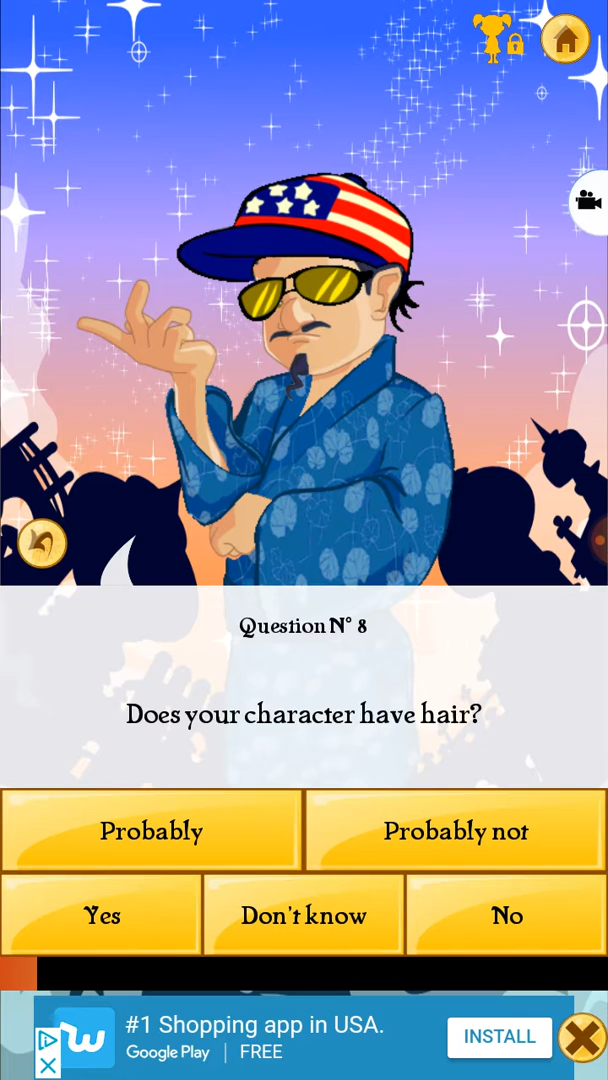 Question N° 8
Does your character have hair?
Probably
Probably not
Yes
Don't know
No
#1 Shopping app in USA.
Google Play | FREE
INSTALL